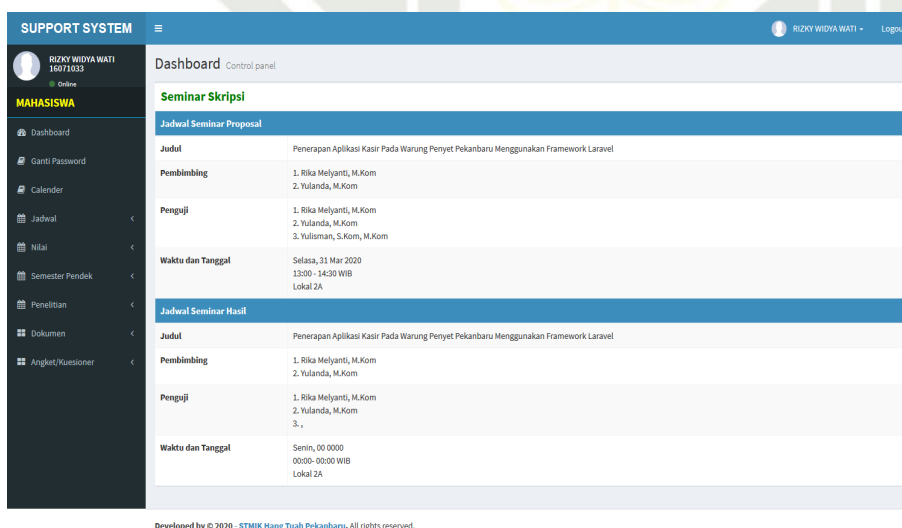 SUPPORT SYSTEM
RIZKY WIDYA WATI
Logou
RIZKY WIDYA WATI
16071033
Online
MAHASISWA
Dashboard
Ganti Password
Calender
Jadwal
Nilai
Semester Pendek
Penelitian
Dokumen
Angket/Kuesioner
Dashboard Control panel
Seminar Skripsi
Jadwal Seminar Proposal
Judul Penerapan Aplikasi Kasir Pada Warung Penyet Pekanbaru Menggunakan Framework Laravel
Pembimbing 1. Rika Melyanti, M.Kom
2. Yulanda, M.Kom
Penguji 1. Rika Melyanti, M.Kom
2. Yulanda, M.Kom
3. Yulisman, S.Kom, M.Kom
Waktu dan Tanggal Selasa, 31 Mar 2020
13:00 - 14:30 WIB
Lokal 2A
Jadwal Seminar Hasil
Judul Penerapan Aplikasi Kasir Pada Warung Penyet Pekanbaru Menggunakan Framework Laravel
Pembimbing 1. Rika Melyanti, M.Kom
2. Yulanda, M.Kom
Penguji 1. Rika Melyanti, M.Kom
2. Yulanda, M.Kom
3. ,
Waktu dan Tanggal Senin, 00 0000
00:00- 00:00 WIB
Lokal 2A
Developed by © 2020 - STMIK Hang Tuah Pekanbaru. All rights reserved.